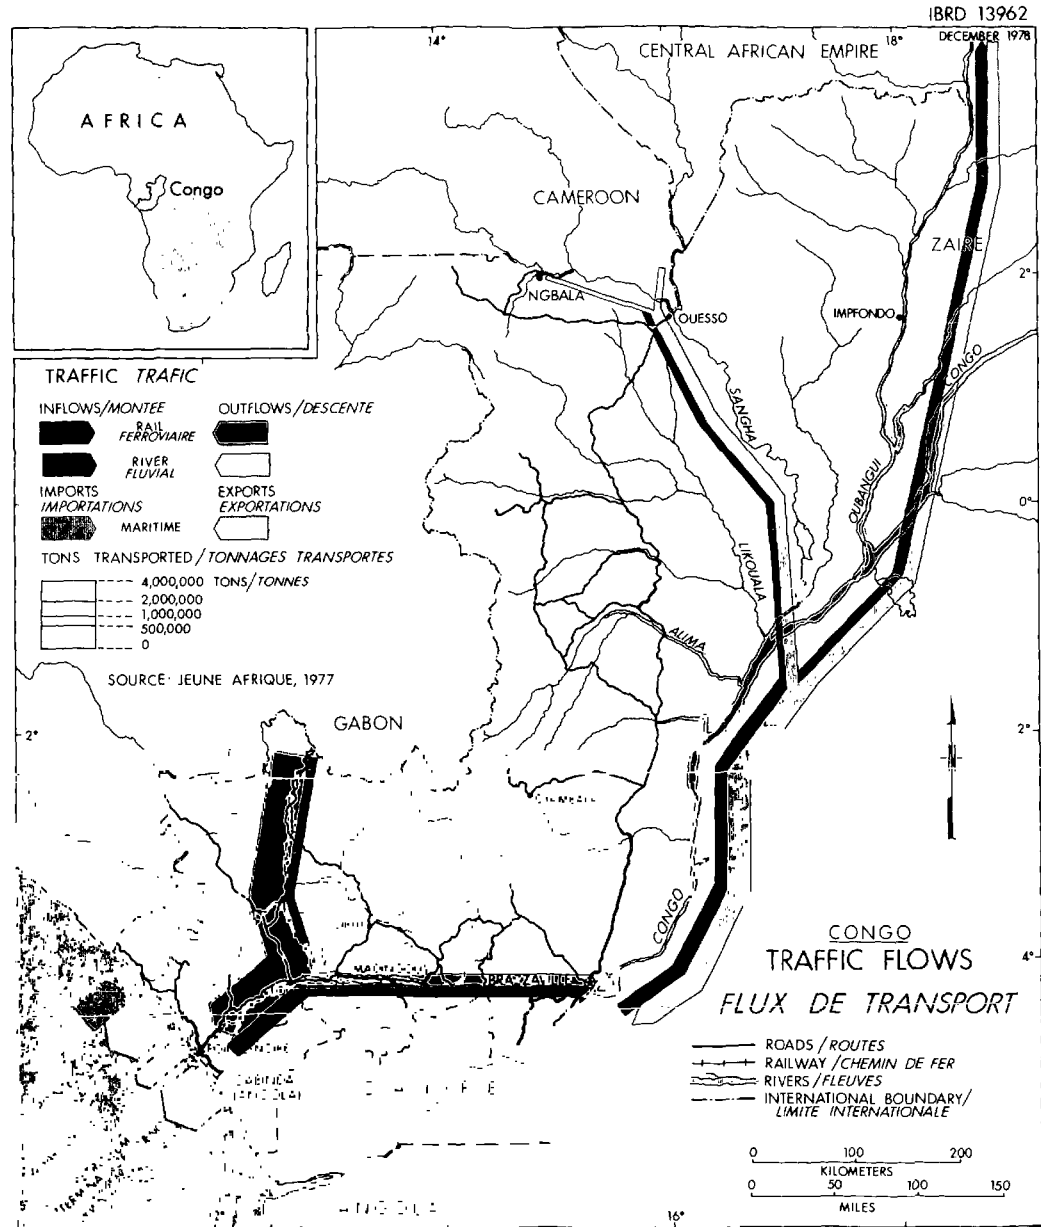 IBRD 13962
DECEMBER 1978
14°
18°
CENTRAL AFRICAN EMPIRE
AFRICA
Congo
CAMEROON
ZAIRE
2°
NGBALA
OUESSO
IMPFONDO
CONGO
TRAFFIC TRAFIC
INFLOWS/MONTEE
OUTFLOWS/DESCENTE
RAIL
FERROVIAIRE
RIVER
FLUVIAL
IMPORTS
IMPORTATIONS
EXPORTS
EXPORTATIONS
MARITIME
SANGHA
OUBANGUI
0°
TONS TRANSPORTED/TONNAGES TRANSPORTES
4,000,000 TONS/TONNES
2,000,000
1,000,000
500,000
0
LIKOUALA
ALIMA
SOURCE: JEUNE AFRIQUE, 1977
GABON
2°
2°
CONGO
4°
BRAZZAVILLE
CONGO
TRAFFIC FLOWS
FLUX DE TRANSPORT
ROADS/ROUTES
RAILWAY/CHEMIN DE FER
RIVERS/FLEUVES
INTERNATIONAL BOUNDARY/
LIMITE INTERNATIONALE
CABINDA
(ANGOLA)
0 100 200
KILOMETERS
0 50 100 150
MILES
ANGOLA
16°